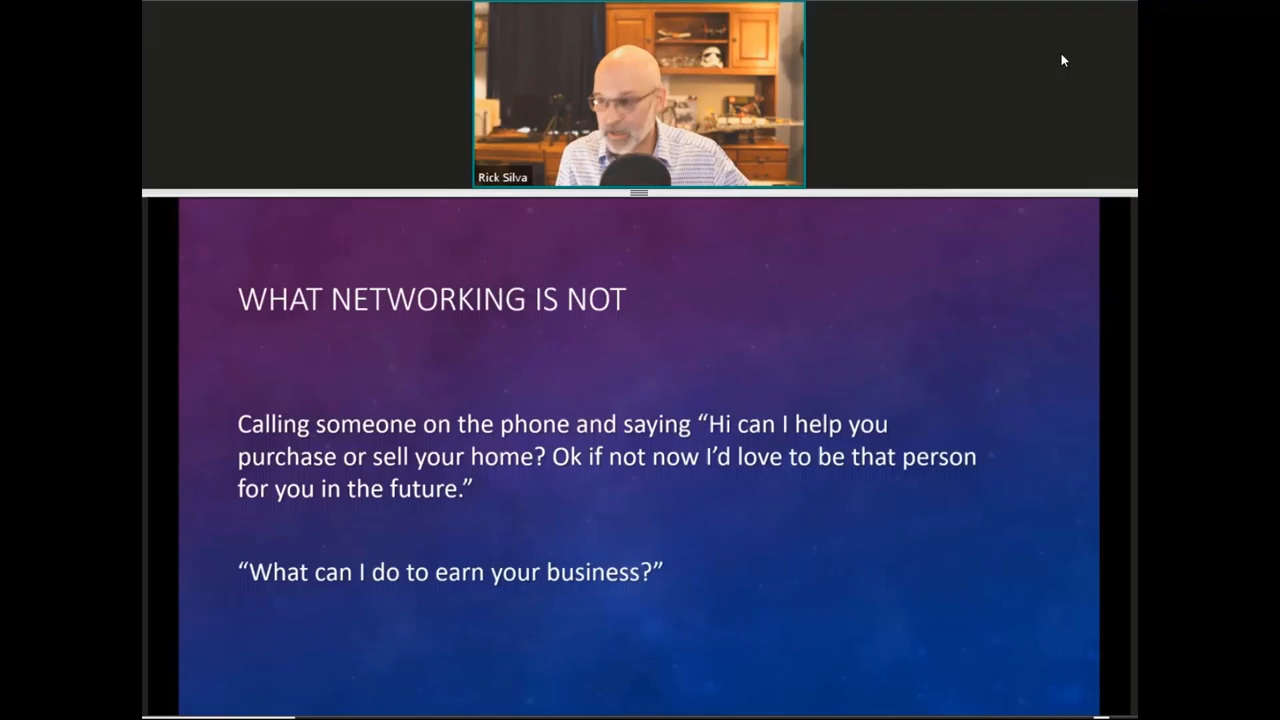 Rick Silva
WHAT NETWORKING IS NOT
Calling someone on the phone and saying “Hi can I help you
purchase or sell your home? Ok if not now I’d love to be that person
for you in the future.”
“What can I do to earn your business?”